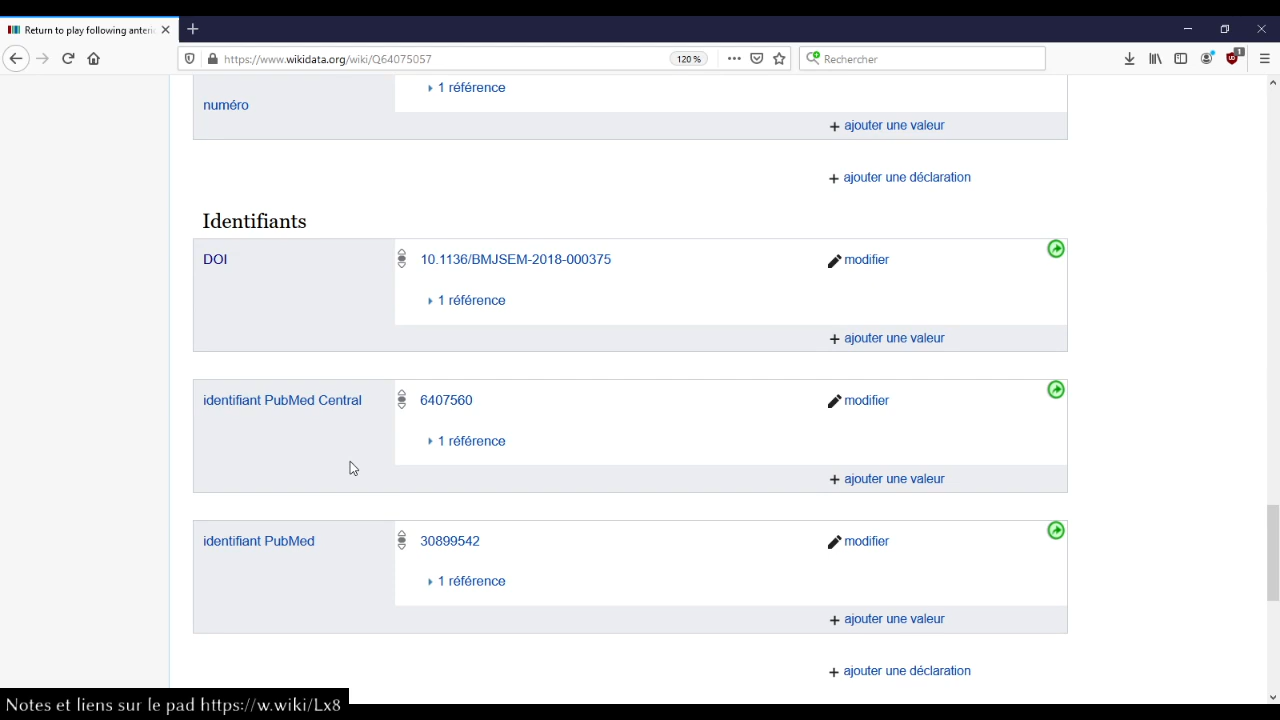 Return to play following anteri
https://www.wikidata.org/wiki/Q64075057
120 %
Rechercher
1
1 référence
numéro
+ ajouter une valeur
+ ajouter une déclaration
Identifiants
DOI
10.1136/BMJSEM-2018-000375
modifier
1 référence
+ ajouter une valeur
identifiant PubMed Central
6407560
modifier
1 référence
+ ajouter une valeur
identifiant PubMed
30899542
modifier
1 référence
+ ajouter une valeur
+ ajouter une déclaration
Notes et liens sur le pad https://w.wiki/Lx8